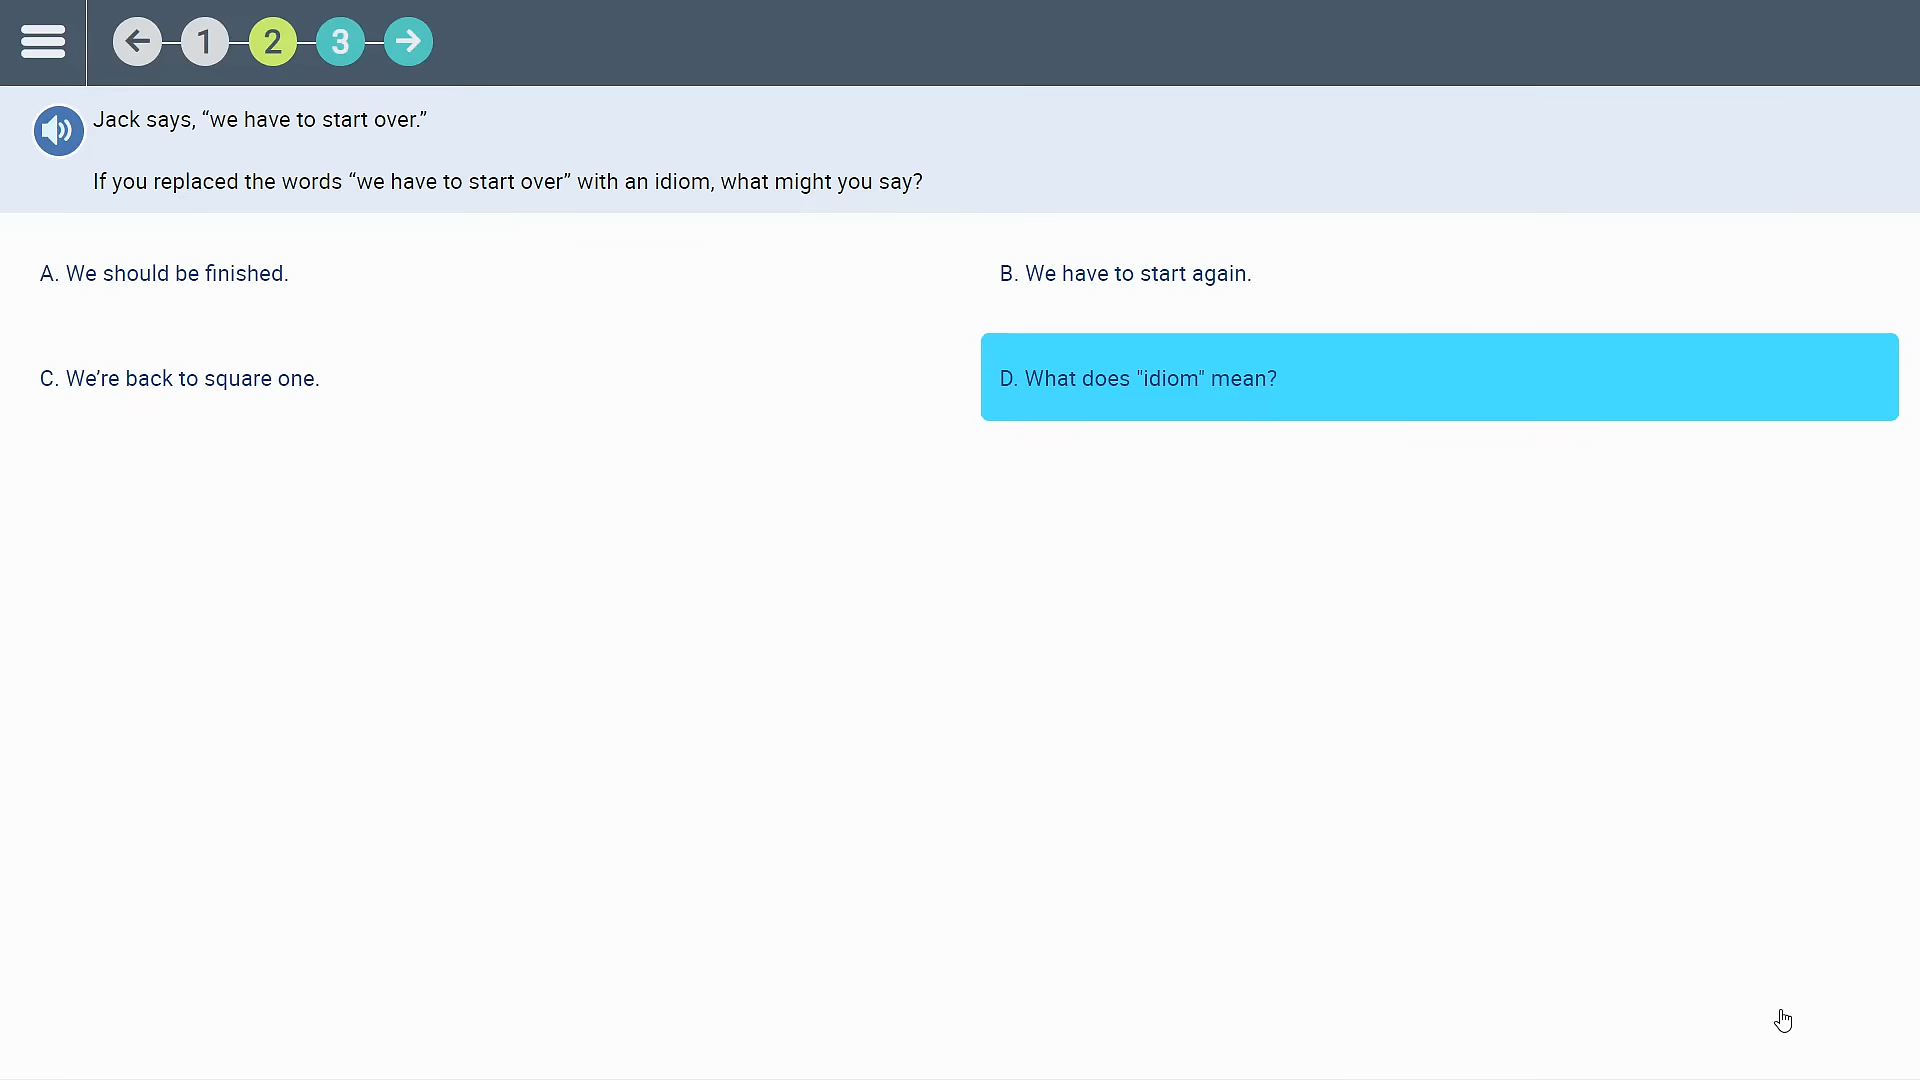 1 2 3
Jack says, “we have to start over.”
If you replaced the words “we have to start over” with an idiom, what might you say?
A. We should be finished.
B. We have to start again.
C. We’re back to square one.
D. What does "idiom" mean?